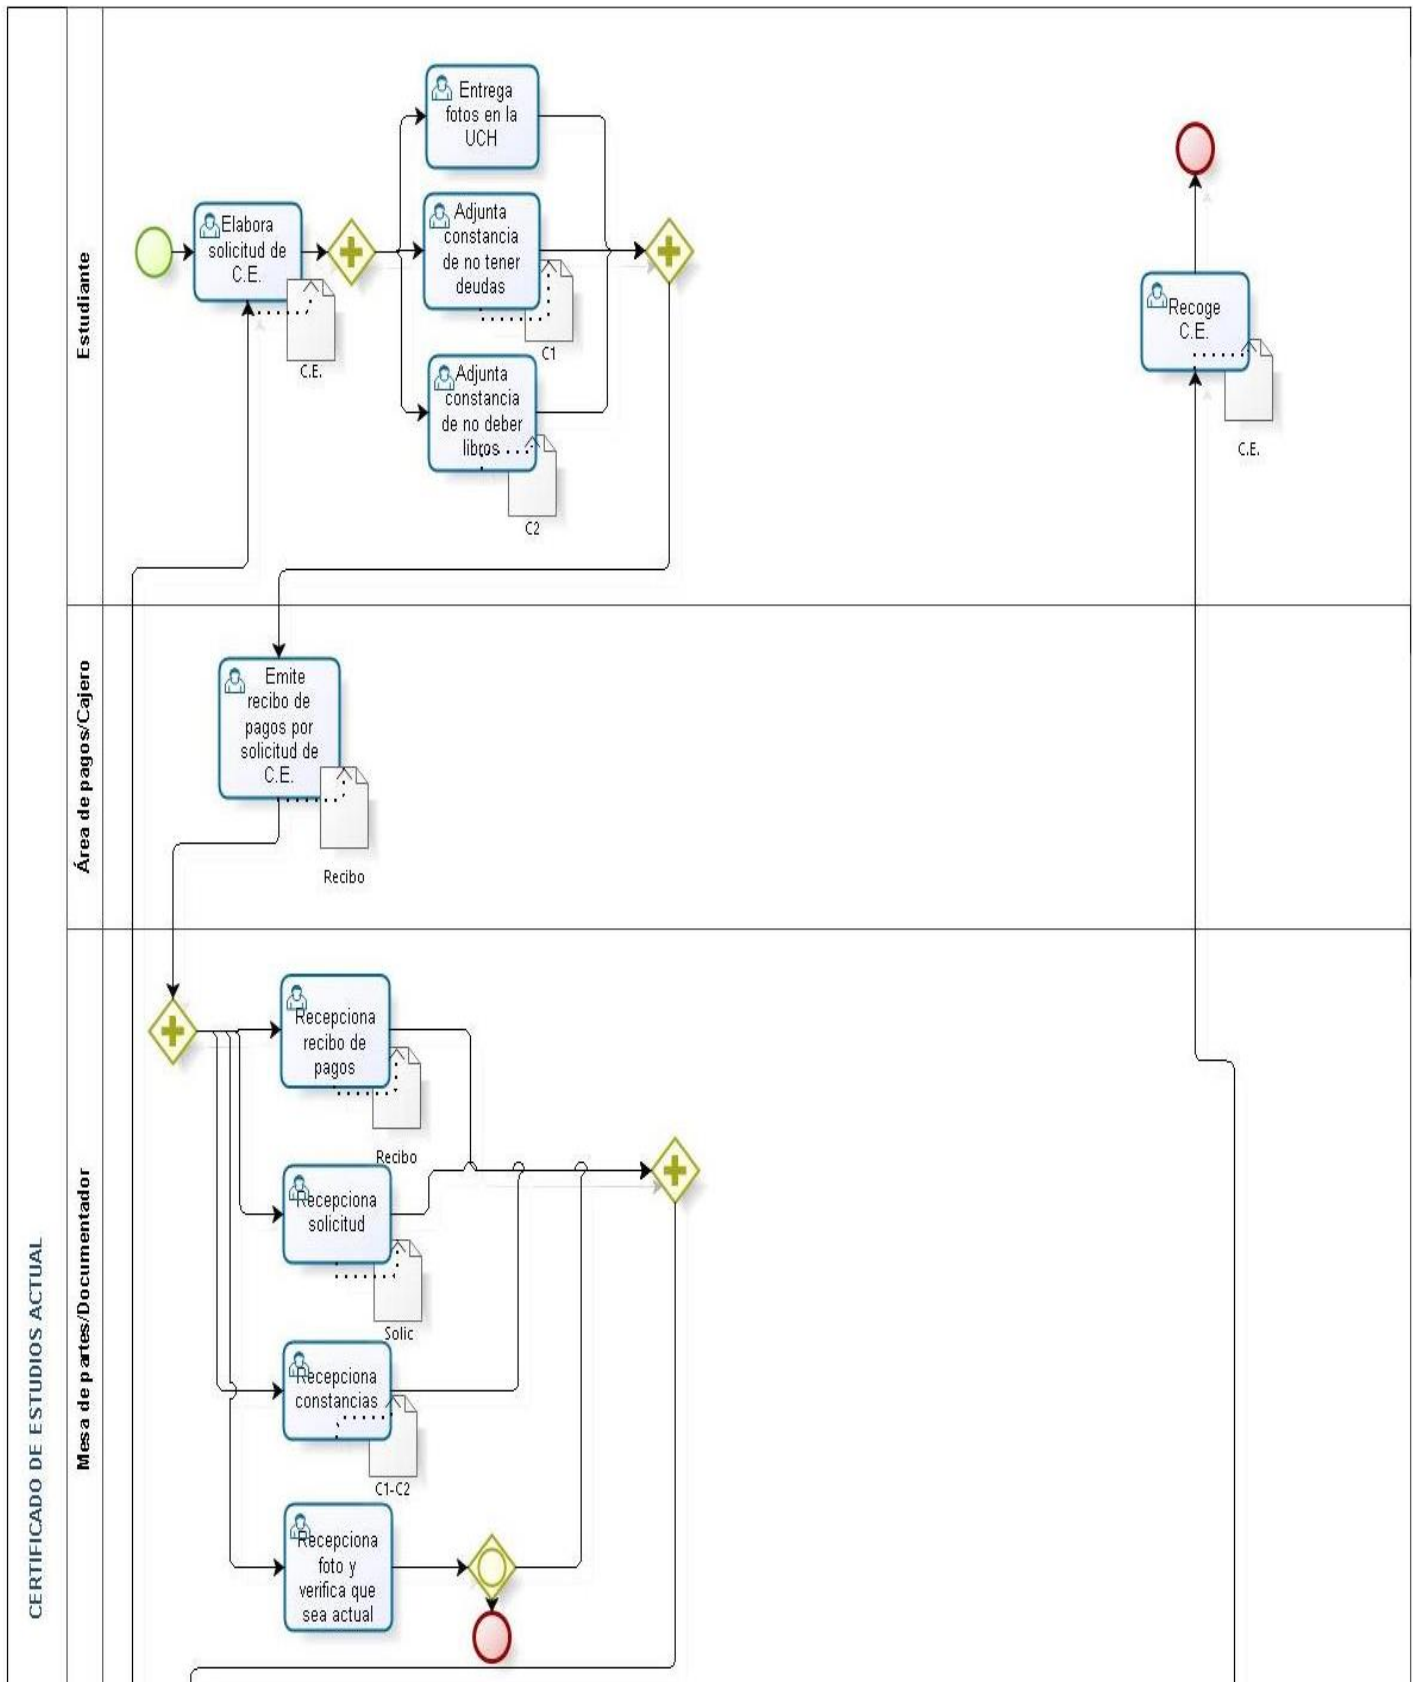 CERTIFICADO DE ESTUDIOS ACTUAL
Estudiante
Elabora
solicitud de
C.E.
C.E.
Entrega
fotos en la
UCH
Adjunta
constancia
de no tener
deudas
C1
Adjunta
constancia
de no deber
libros
C2
Recoge
C.E.
C.E.
Área de pagos/Cajero
Emite
recibo de
pagos por
solicitud de
C.E.
Recibo
Mesa de partes/Documentador
Recepciona
recibo de
pagos
Recibo
Recepciona
solicitud
Solic
Recepciona
constancias
C1-C2
Recepciona
foto y
verifica que
sea actual